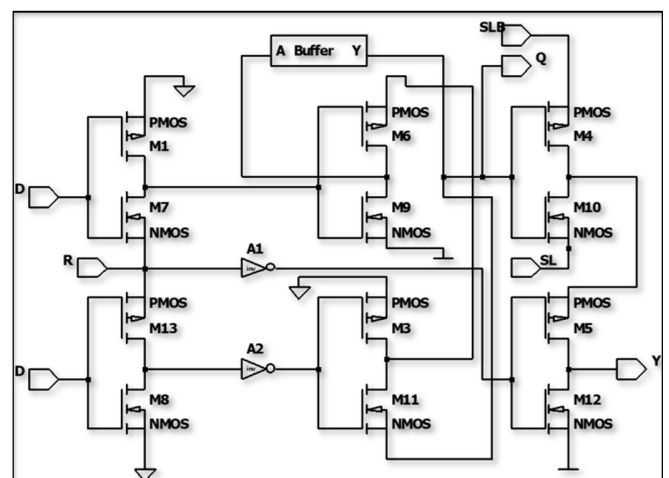 SLB
A Buffer Y
Q
PMOS
M1
PMOS
M6
PMOS
M4
D
M7
NMOS
M9
NMOS
M10
NMOS
R
A1
inv
SL
PMOS
M13
PMOS
M3
PMOS
M5
D
A2
inv
Y
M8
NMOS
M11
NMOS
M12
NMOS